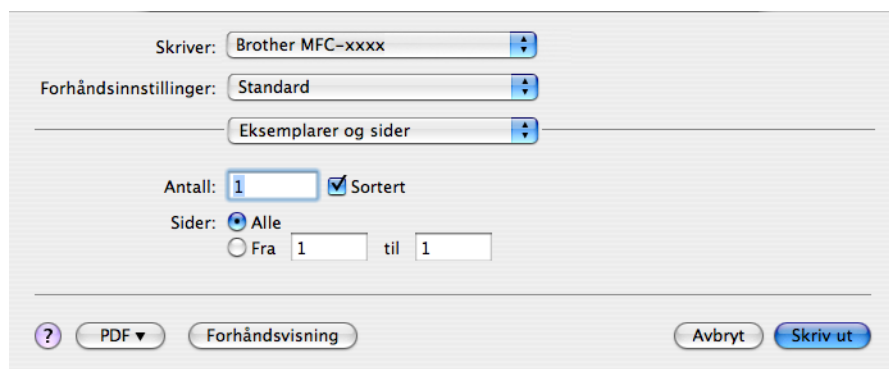 Skriver: Brother MFC-xxxx
Forhåndsinnstillinger: Standard
Eksemplarer og sider
Antall: 1 Sortert
Sider: Alle
Fra 1 til 1
? PDF ▼ Forhåndsvisning Avbryt Skriv ut